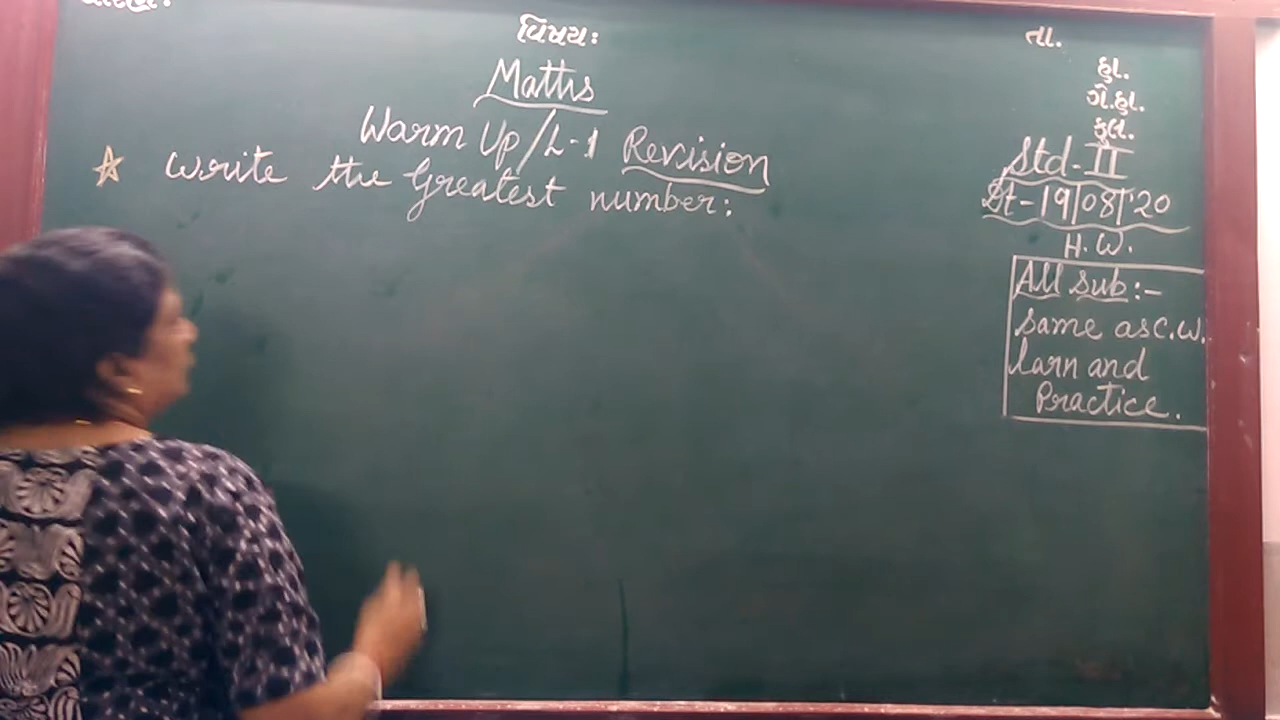 વિષય:
Maths
Warm Up/L-1 Revision
☆ Write the Greatest number:
તા.
હા.
ગે.હા.
કુલ.
Std-II
Dt-19/08/'20
H.W.
All Sub:-
Same as C.W.
larn and
Practice.